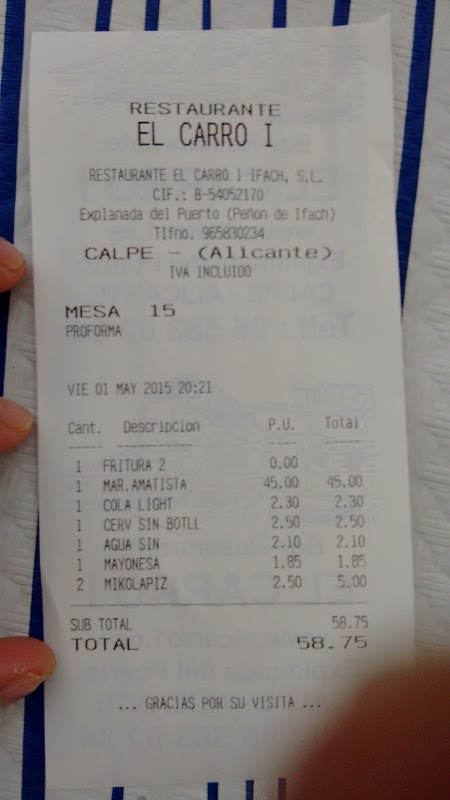 RESTAURANTE
EL CARRO I
RESTAURANTE EL CARRO I IFACH, S.L.
CIF.: B-54052170
Explanada del Puerto (Peñon de Ifach)
Tlfno. 965830234
CALPE - (Alicante)
IVA INCLUIDO
MESA 15
PROFORMA
VIE 01 MAY 2015 20:21
Cant. Descripcion P.U. Total
1 FRITURA 2 0.00
1 MAR.AMATISTA 45.00 45.00
1 COLA LIGHT 2.30 2.30
1 CERV SIN BOTLL 2.50 2.50
1 AGUA SIN 2.10 2.10
1 MAYONESA 1.85 1.85
2 MIKOLAPIZ 2.50 5.00
SUB TOTAL 58.75
TOTAL 58.75
... GRACIAS POR SU VISITA ...